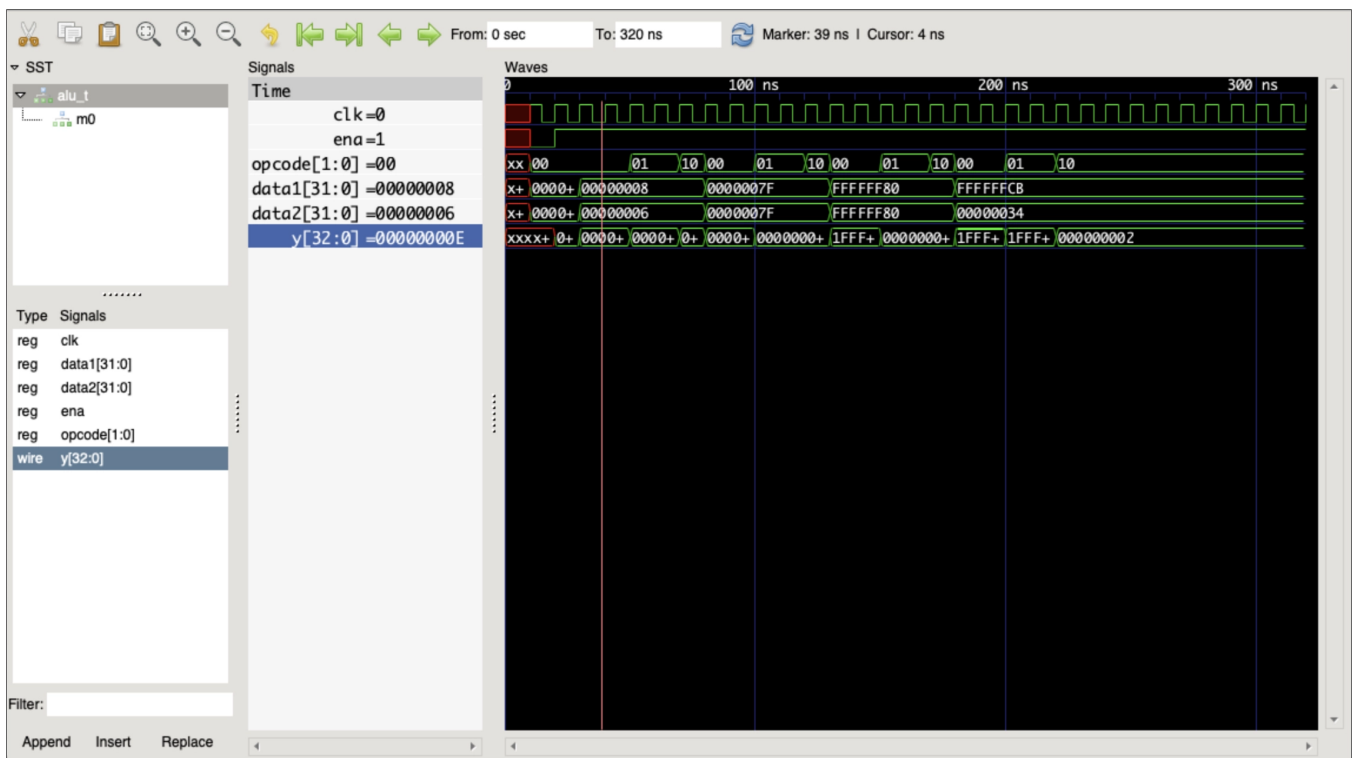 From: 0 sec To: 320 ns Marker: 39 ns | Cursor: 4 ns
SST
alu_t
m0
Type Signals
reg clk
reg data1[31:0]
reg data2[31:0]
reg ena
reg opcode[1:0]
wire y[32:0]
Filter:
Append Insert Replace
Signals
Time
clk=0
ena=1
opcode[1:0] =00
data1[31:0] =00000008
data2[31:0] =00000006
y[32:0] =00000000E
Waves
0 100 ns 200 ns 300 ns
xx 00 01 10 00 01 10 00 01 10 00 01 10
x+ 0000+ 00000008 0000007F FFFFFF80 FFFFFFCB
x+ 0000+ 00000006 0000007F FFFFFF80 00000034
xxxx+ 0+ 0000+ 0000+ 0+ 0000+ 0000000+ 1FFF+ 0000000+ 1FFF+ 1FFF+ 000000002